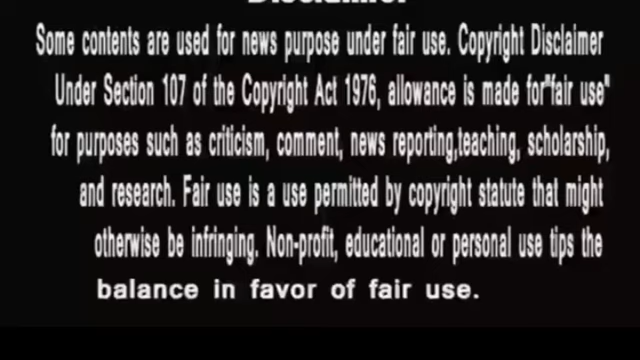 Disclaimer
Some contents are used for news purpose under fair use. Copyright Disclaimer
Under Section 107 of the Copyright Act 1976, allowance is made for"fair use"
for purposes such as criticism, comment, news reporting,teaching, scholarship,
and research. Fair use is a use permitted by copyright statute that might
otherwise be infringing. Non-profit, educational or personal use tips the
balance in favor of fair use.